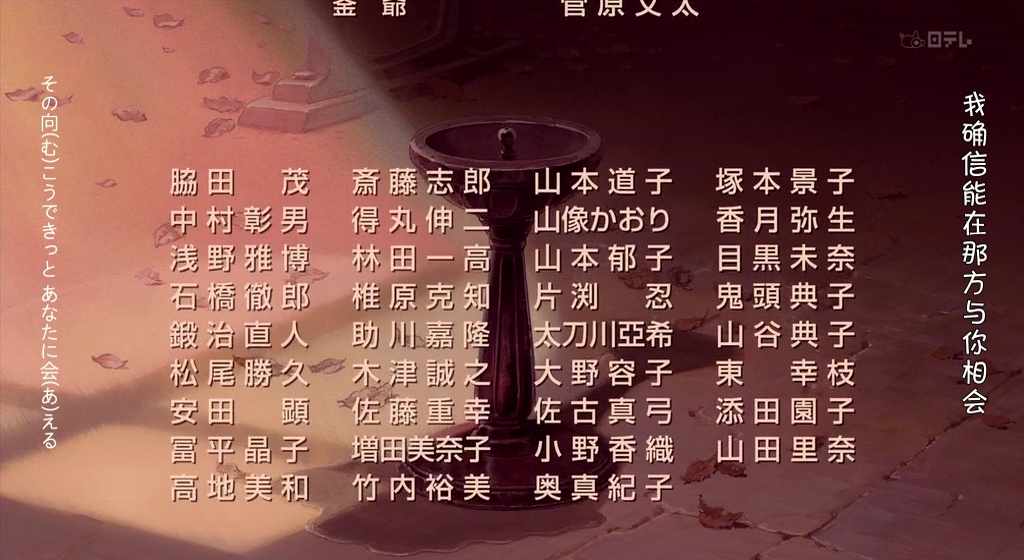 釜爺 菅原文太
日テレ
脇田茂 斎藤志郎 山本道子 塚本景子
中村彰男 得丸伸二 山像かおり 香月弥生
浅野雅博 林田一高 山本郁子 目黒未奈
石橋徹郎 椎原克知 片渕忍 鬼頭典子
鍛治直人 助川嘉隆 太刀川亞希 山谷典子
松尾勝久 木津誠之 大野容子 東幸枝
安田顕 佐藤重幸 佐古真弓 添田園子
冨平晶子 増田美奈子 小野香織 山田里奈
高地美和 竹内裕美 奥真紀子
その向(む)こうできっと あなたに会(あ)える
我确信能在那方与你相会